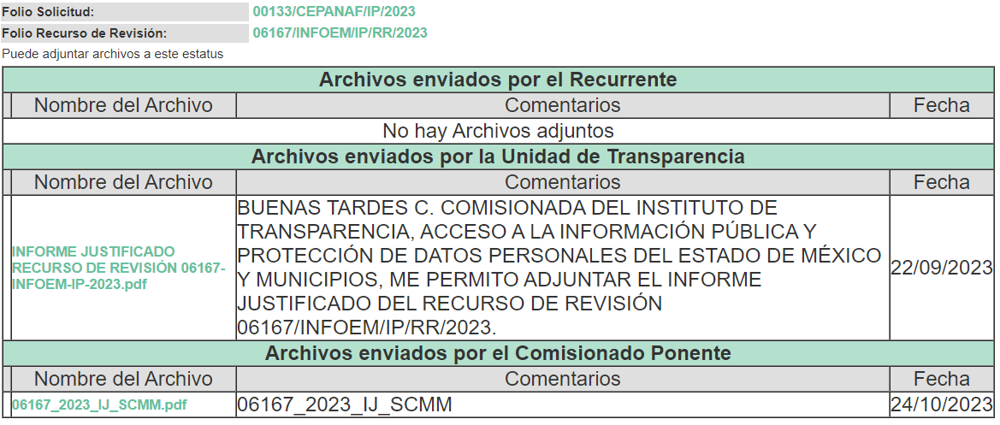 Folio Solicitud: 00133/CEPANAF/IP/2023
Folio Recurso de Revisión: 06167/INFOEM/IP/RR/2023
Puede adjuntar archivos a este estatus
Archivos enviados por el Recurrente
Nombre del Archivo Comentarios Fecha
No hay Archivos adjuntos
Archivos enviados por la Unidad de Transparencia
Nombre del Archivo Comentarios Fecha
INFORME JUSTIFICADO
RECURSO DE REVISIÓN 06167-
INFOEM-IP-2023.pdf
BUENAS TARDES C. COMISIONADA DEL INSTITUTO DE
TRANSPARENCIA, ACCESO A LA INFORMACIÓN PÚBLICA Y
PROTECCIÓN DE DATOS PERSONALES DEL ESTADO DE MÉXICO
Y MUNICIPIOS, ME PERMITO ADJUNTAR EL INFORME
JUSTIFICADO DEL RECURSO DE REVISIÓN
06167/INFOEM/IP/RR/2023.
22/09/2023
Archivos enviados por el Comisionado Ponente
Nombre del Archivo Comentarios Fecha
06167_2023_IJ_SCMM.pdf 06167_2023_IJ_SCMM 24/10/2023